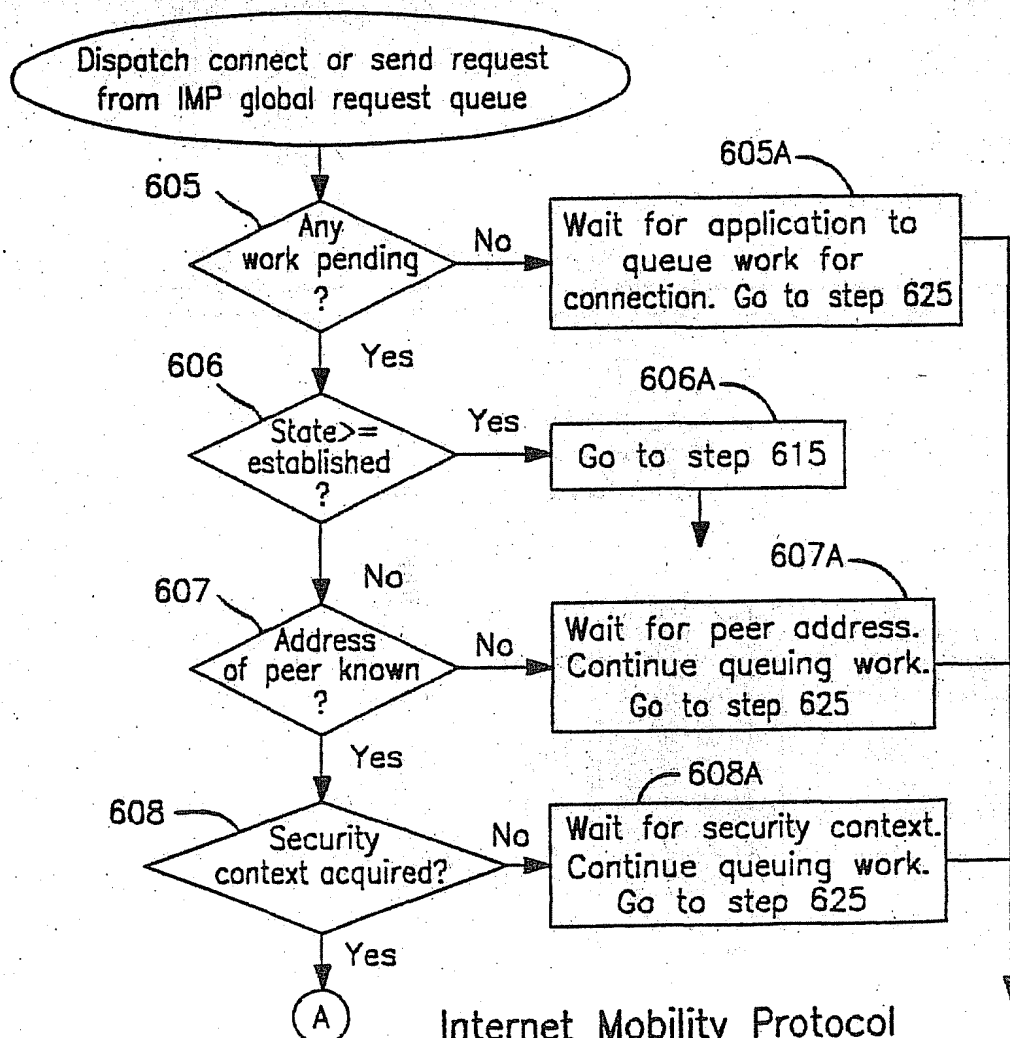 Dispatch connect or send request
from IMP global request queue
605
Any
work pending
?
No
605A
Wait for application to
queue work for
connection. Go to step 625
Yes
606
State>=
established
?
Yes
606A
Go to step 615
No
607
Address
of peer known
?
No
607A
Wait for peer address.
Continue queuing work.
Go to step 625
Yes
608
Security
context acquired?
No
608A
Wait for security context.
Continue queuing work.
Go to step 625
Yes
A
Internet Mobility Protocol